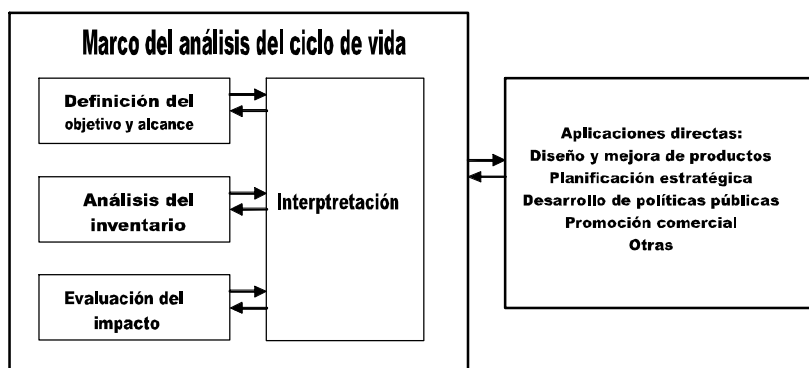 Marco del análisis del ciclo de vida
Definición del
objetivo y alcance
Análisis del
inventario
Evaluación del
impacto
Interptretación
Aplicaciones directas:
Diseño y mejora de productos
Planificación estratégica
Desarrollo de políticas públicas
Promoción comercial
Otras